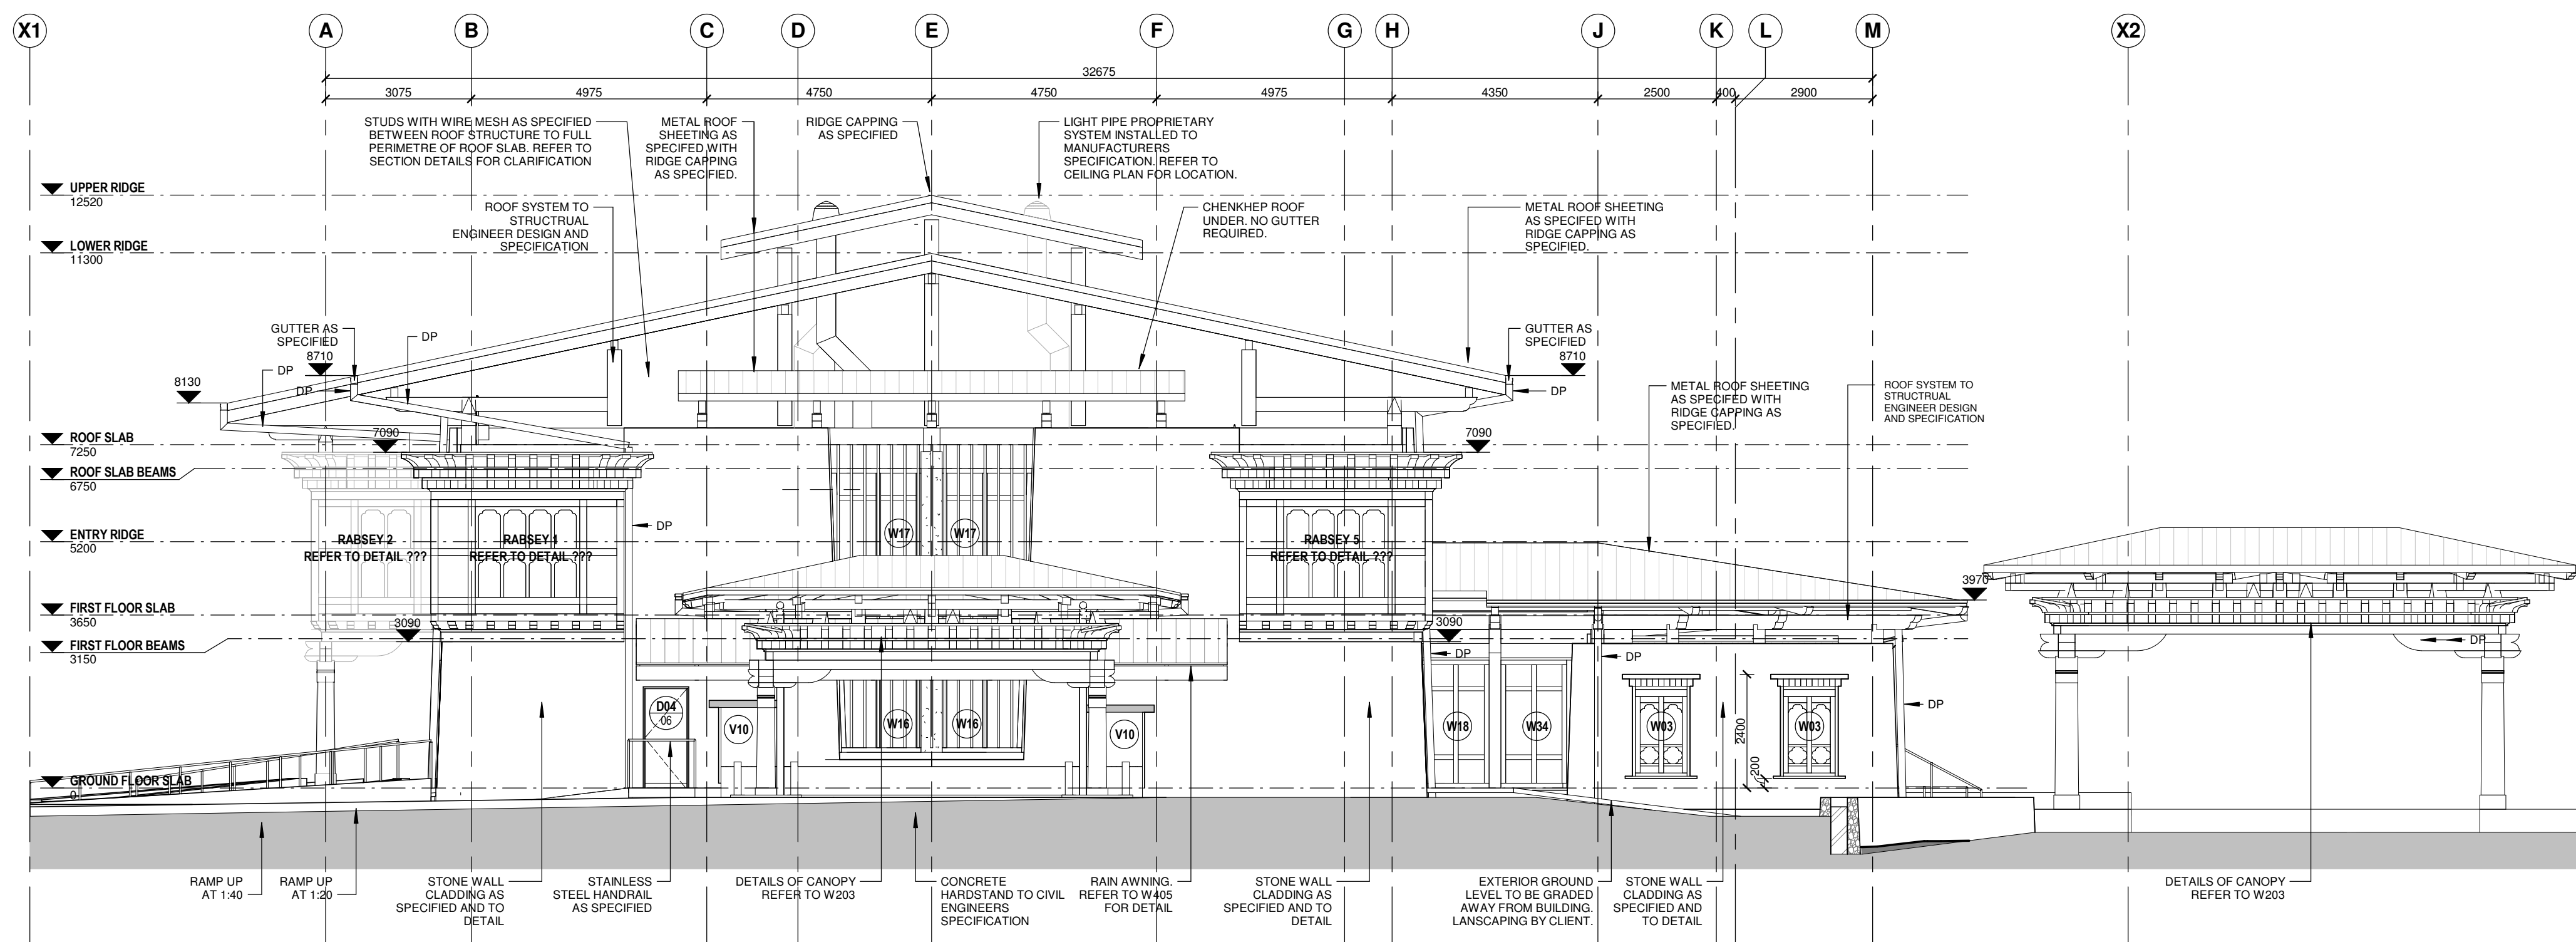 X1
A
B
C
D
E
F
G
H
J
K
L
M
X2
32675
3075
4975
4750
4750
4975
4350
2500
400
2900
STUDS WITH WIRE MESH AS SPECIFIED
BETWEEN ROOF STRUCTURE TO FULL
PERIMETRE OF ROOF SLAB. REFER TO
SECTION DETAILS FOR CLARIFICATION
METAL ROOF
SHEETING AS
SPECIFED WITH
RIDGE CAPPING
AS SPECIFIED.
RIDGE CAPPING
AS SPECIFIED
LIGHT PIPE PROPRIETARY
SYSTEM INSTALLED TO
MANUFACTURERS
SPECIFICATION. REFER TO
CEILING PLAN FOR LOCATION.
UPPER RIDGE
12520
LOWER RIDGE
11300
ROOF SYSTEM TO
STRUCTRUAL
ENGINEER DESIGN AND
SPECIFICATION
CHENKHEP ROOF
UNDER. NO GUTTER
REQUIRED.
METAL ROOF SHEETING
AS SPECIFED WITH
RIDGE CAPPING AS
SPECIFIED.
GUTTER AS
SPECIFIED
8710
DP
DP
DP
8130
GUTTER AS
SPECIFIED
8710
DP
METAL ROOF SHEETING
AS SPECIFED WITH
RIDGE CAPPING AS
SPECIFIED.
ROOF SYSTEM TO
STRUCTRUAL
ENGINEER DESIGN
AND SPECIFICATION
ROOF SLAB
7250
7090
7090
ROOF SLAB BEAMS
6750
ENTRY RIDGE
5200
RABSEY 2
REFER TO DETAIL ???
RABSEY 1
REFER TO DETAIL ???
DP
W17
W17
RABSEY 5
REFER TO DETAIL ???
3970
FIRST FLOOR SLAB
3650
3090
3090
FIRST FLOOR BEAMS
3150
DP
DP
DP
D04
06
V10
W16
W16
V10
W18
W34
W03
W03
2400
200
DP
GROUND FLOOR SLAB
0
RAMP UP
AT 1:40
RAMP UP
AT 1:20
STONE WALL
CLADDING AS
SPECIFIED AND TO
DETAIL
STAINLESS
STEEL HANDRAIL
AS SPECIFIED
DETAILS OF CANOPY
REFER TO W203
CONCRETE
HARDSTAND TO CIVIL
ENGINEERS
SPECIFICATION
RAIN AWNING.
REFER TO W405
FOR DETAIL
STONE WALL
CLADDING AS
SPECIFIED AND TO
DETAIL
EXTERIOR GROUND
LEVEL TO BE GRADED
AWAY FROM BUILDING.
LANSCAPING BY CLIENT.
STONE WALL
CLADDING AS
SPECIFIED AND
TO DETAIL
DETAILS OF CANOPY
REFER TO W203